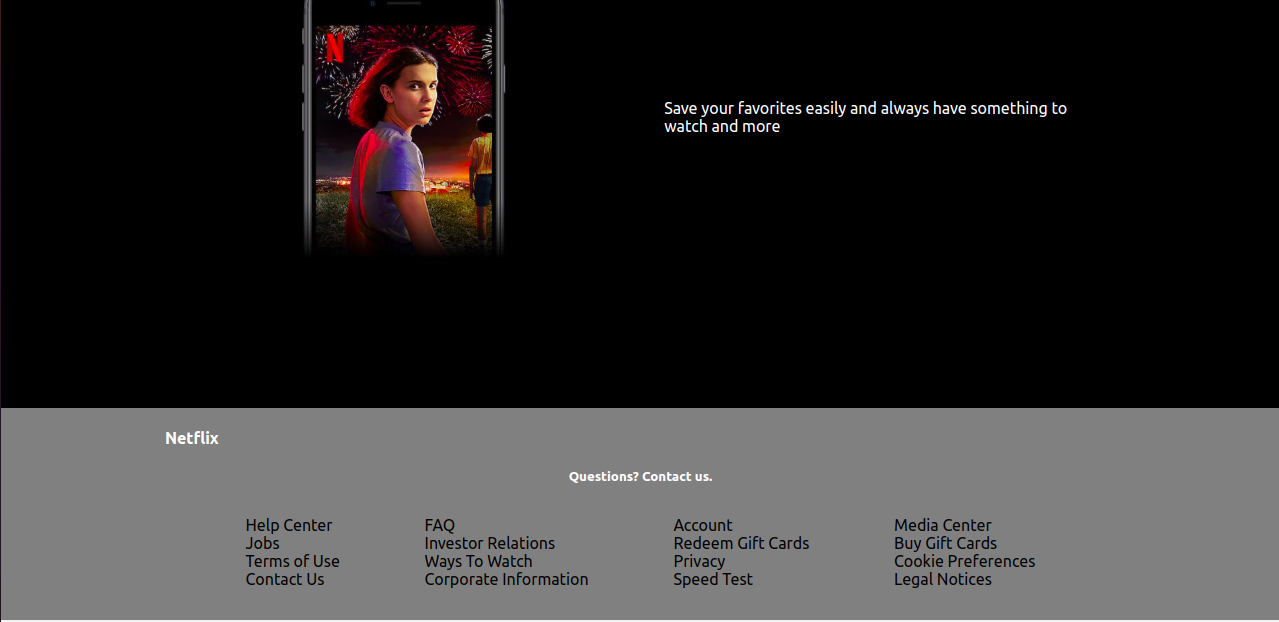 N
Save your favorites easily and always have something to
watch and more
Netflix
Questions? Contact us.
Help Center
Jobs
Terms of Use
Contact Us
FAQ
Investor Relations
Ways To Watch
Corporate Information
Account
Redeem Gift Cards
Privacy
Speed Test
Media Center
Buy Gift Cards
Cookie Preferences
Legal Notices